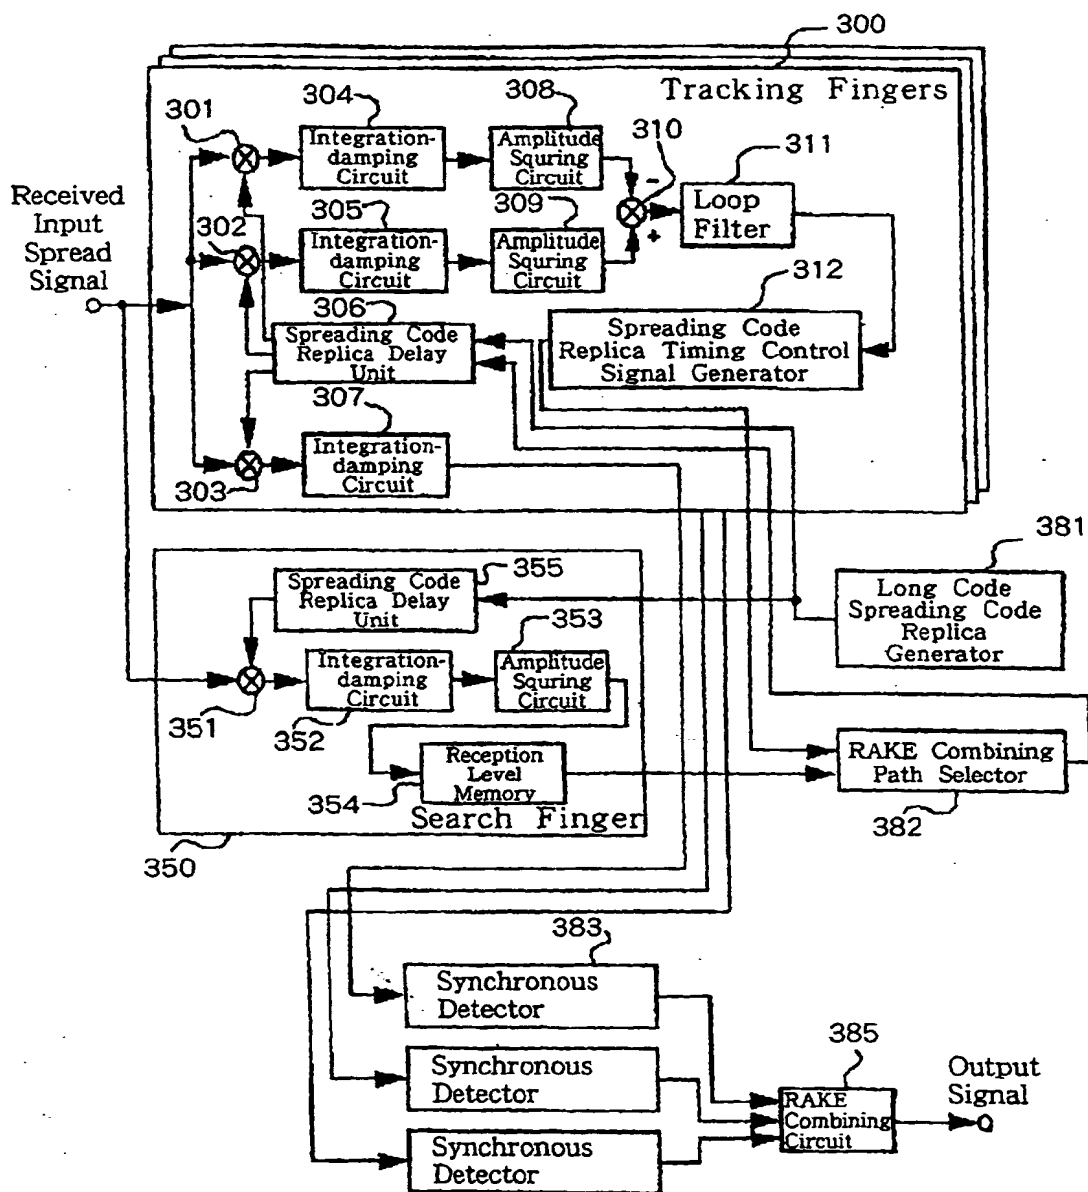 300
Tracking Fingers
301
304
308
310
311
Integration-
damping
Circuit
Amplitude
Squring
Circuit
-
Received
Input
Spread
Signal
302
305
309
+
Loop
Filter
Integration-
damping
Circuit
Amplitude
Squring
Circuit
312
306
Spreading Code
Replica Delay
Unit
Spreading Code
Replica Timing Control
Signal Generator
307
Integration-
damping
Circuit
303
381
355
Spreading Code
Replica Delay
Unit
Long Code
Spreading Code
Replica
Generator
353
Integration-
damping
Circuit
Amplitude
Squring
Circuit
351
352
Reception
Level
Memory
354
RAKE Combining
Path Selector
382
Search Finger
350
383
Synchronous
Detector
Synchronous
Detector
Synchronous
Detector
385
RAKE
Combining
Circuit
Output
Signal